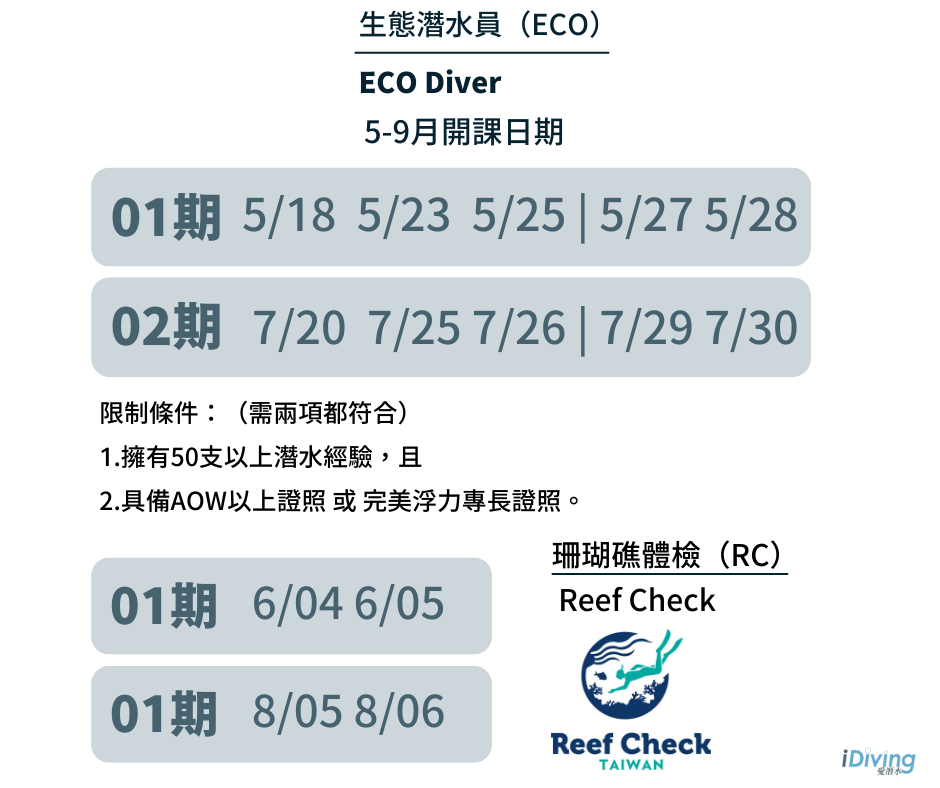 生態潛水員（ECO）
ECO Diver
5-9月開課日期
01期 5/18 5/23 5/25 | 5/27 5/28
02期 7/20 7/25 7/26 | 7/29 7/30
限制條件：（需兩項都符合）
1.擁有50支以上潛水經驗，且
2.具備AOW以上證照 或 完美浮力專長證照。
01期 6/04 6/05
01期 8/05 8/06
珊瑚礁體檢（RC）
Reef Check
Reef Check
TAIWAN
iDiving
愛潛水